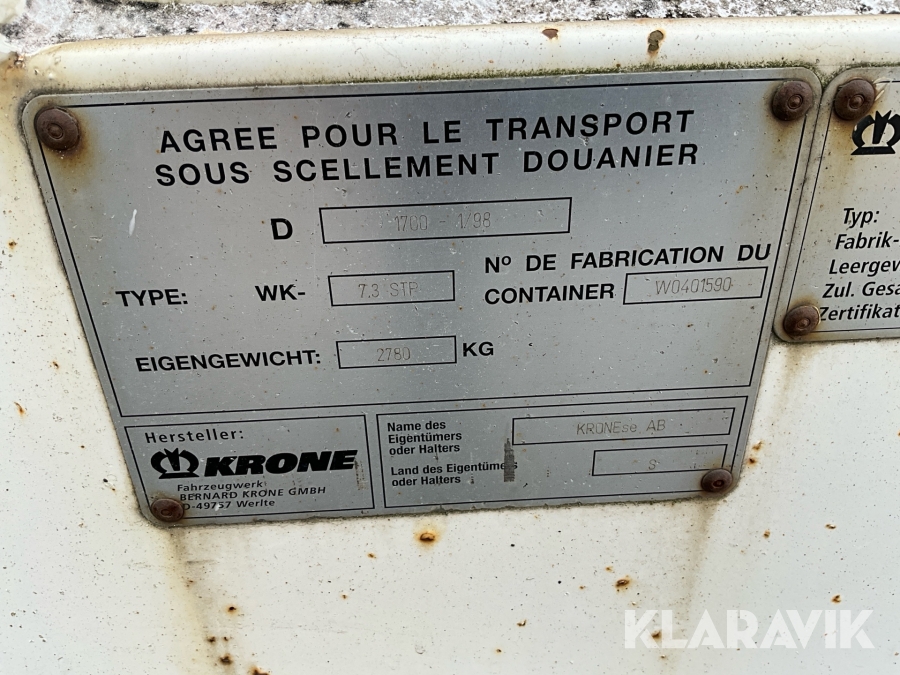 AGREE POUR LE TRANSPORT
SOUS SCELLEMENT DOUANIER
D 1700 - 1/98
TYPE: WK- 7.3 STR
Nº DE FABRICATION DU
CONTAINER W0401590
EIGENGEWICHT: 2780 KG
Hersteller:
KRONE
Fahrzeugwerk
BERNARD KRONE GMBH
D-49757 Werlte
Name des
Eigentümers
oder Halters
KRONEse AB
Land des Eigentümers
oder Halters
S
Typ:
Fabrik-
Leergew
Zul. Gesa
Zertifikat
KLARAVIK